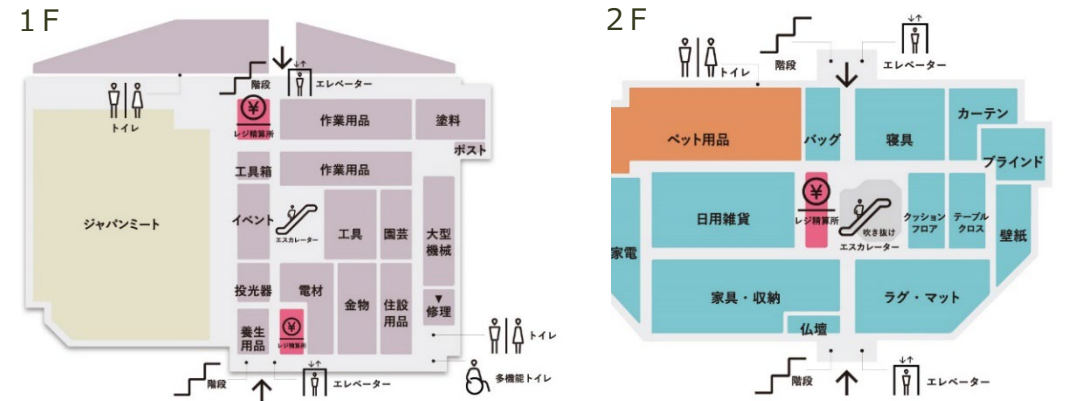 1F
階段
エレベーター
トイレ
¥
レジ精算所
作業用品
塗料
ポスト
工具箱
作業用品
ジャパンミート
イベント
エスカレーター
工具
園芸
大型
機械
投光器
電材
金物
住設
用品
▼
修理
養生
用品
¥
レジ精算所
トイレ
階段
エレベーター
多機能トイレ
2F
トイレ
階段
エレベーター
ペット用品
バッグ
寝具
カーテン
ブラインド
日用雑貨
¥
レジ精算所
吹き抜け
エスカレーター
クッション
フロア
テーブル
クロス
壁紙
家電
家具・収納
ラグ・マット
仏壇
階段
エレベーター